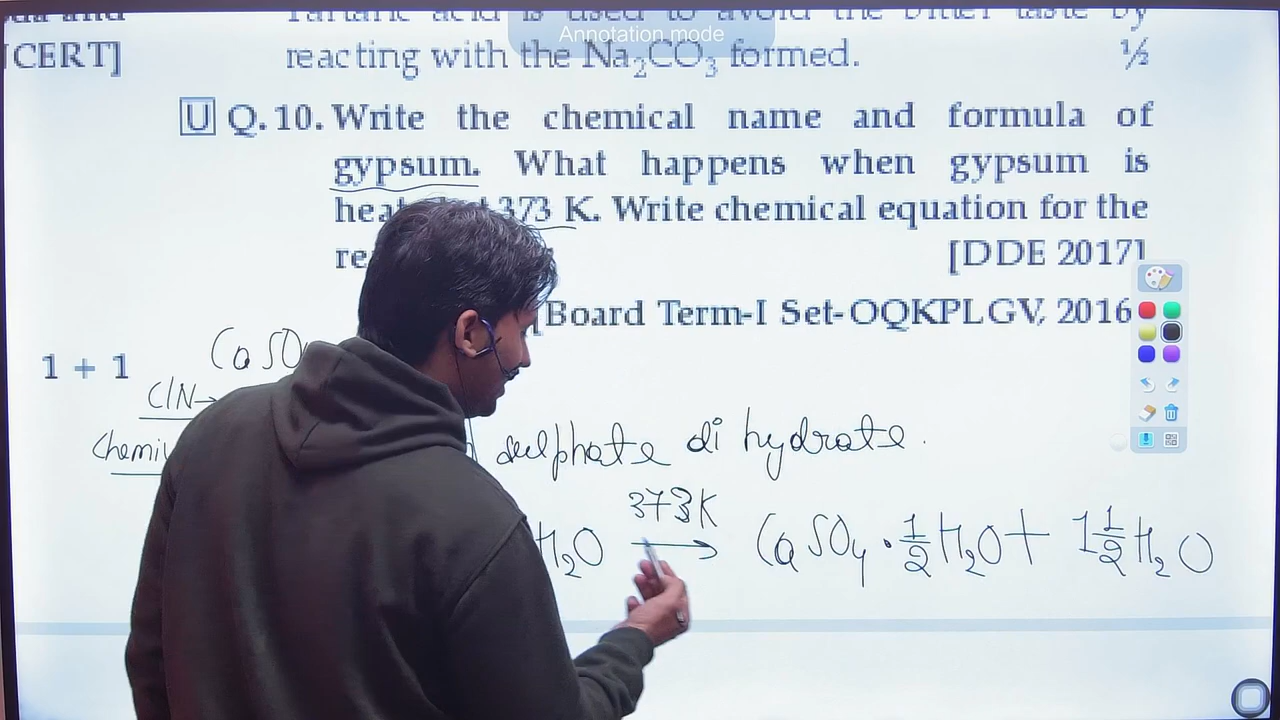 reacting with the Na₂CO₃ formed. ½
Annotation mode
CERT]
U Q. 10. Write the chemical name and formula of
gypsum. What happens when gypsum is
373 K. Write chemical equation for the
[DDE 2017]
[Board Term-I Set-OQKPLGV, 2016
1 + 1
CaSO
C/N→
Chemi
sulphate di hydrate.
H₂O 373K → CaSO₄·½H₂O + 1½H₂O